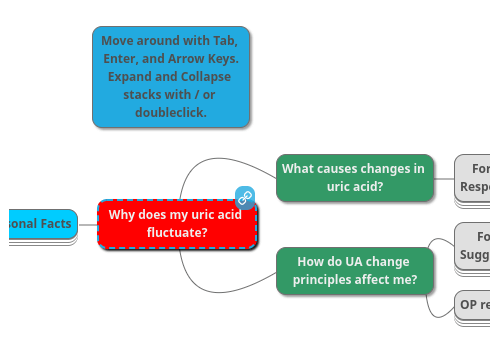 Move around with Tab,
Enter, and Arrow Keys.
Expand and Collapse
stacks with / or
doubleclick.
What causes changes in
uric acid?
For
Respo
sonal Facts
Why does my uric acid
fluctuate?
How do UA change
principles affect me?
Fo
Sugg
OP re